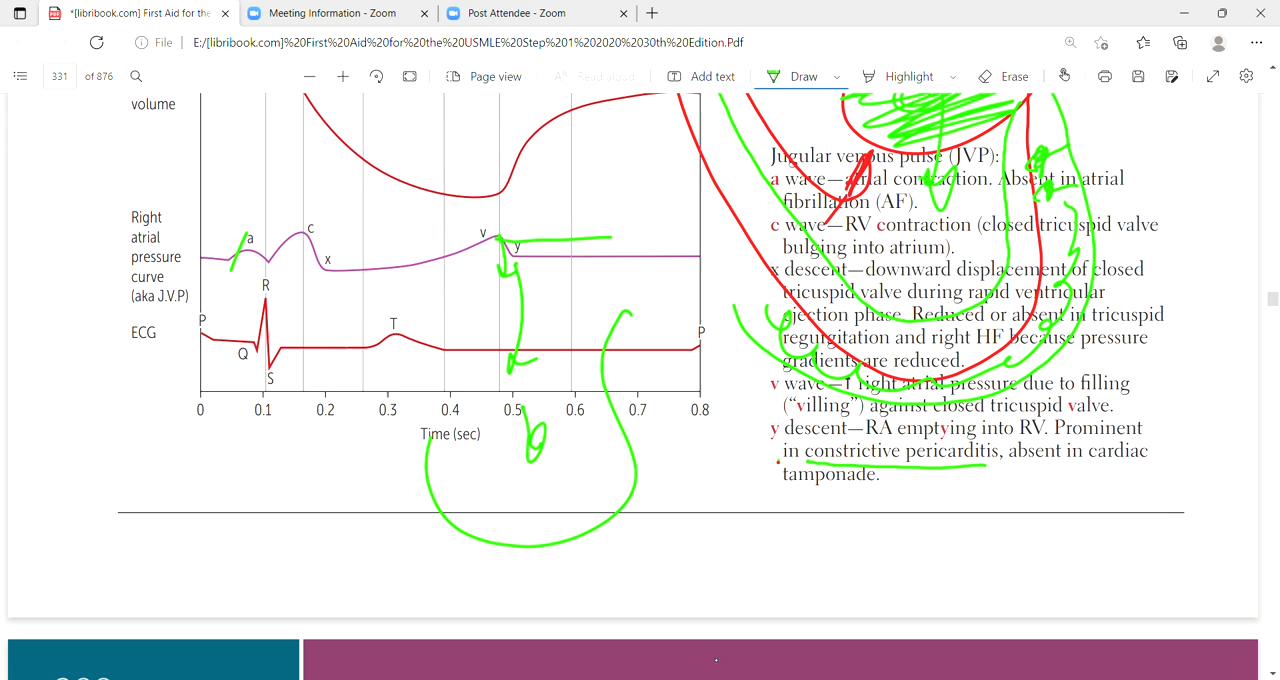 *[libribook.com] First Aid for the
Meeting Information - Zoom
Post Attendee - Zoom
File
E:/[libribook.com]%20First%20Aid%20for%20the%20USMLE%20Step%201%202020%2030th%20Edition.Pdf
331 of 876
Page view
Read aloud
Add text
Draw
Highlight
Erase
volume
Right
atrial
pressure
curve
(aka J.V.P)
a
c
x
v
y
ECG
P
Q
R
S
T
P
0 0.1 0.2 0.3 0.4 0.5 0.6 0.7 0.8
Time (sec)
Jugular venous pulse (JVP):
a wave—atrial contraction. Absent in atrial
fibrillation (AF).
c wave—RV contraction (closed tricuspid valve
bulging into atrium).
x descent—downward displacement of closed
tricuspid valve during rapid ventricular
ejection phase. Reduced or absent in tricuspid
regurgitation and right HF because pressure
gradients are reduced.
v wave—↑ right atrial pressure due to filling
(“villing”) against closed tricuspid valve.
y descent—RA emptying into RV. Prominent
in constrictive pericarditis, absent in cardiac
tamponade.